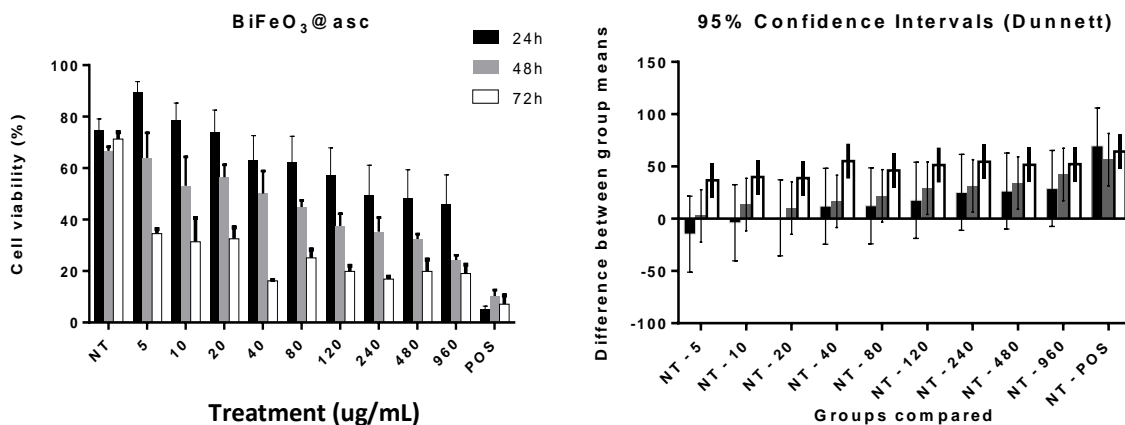 BiFeO3@asc
24h
48h
72h
Cell viability (%)
100
80
60
40
20
0
NT
5
10
20
40
80
120
240
480
960
POS
Treatment (ug/mL)
95% Confidence Intervals (Dunnett)
Difference between group means
150
100
50
0
-50
-100
NT - 5
NT - 10
NT - 20
NT - 40
NT - 80
NT - 120
NT - 240
NT - 480
NT - 960
NT - POS
Groups compared